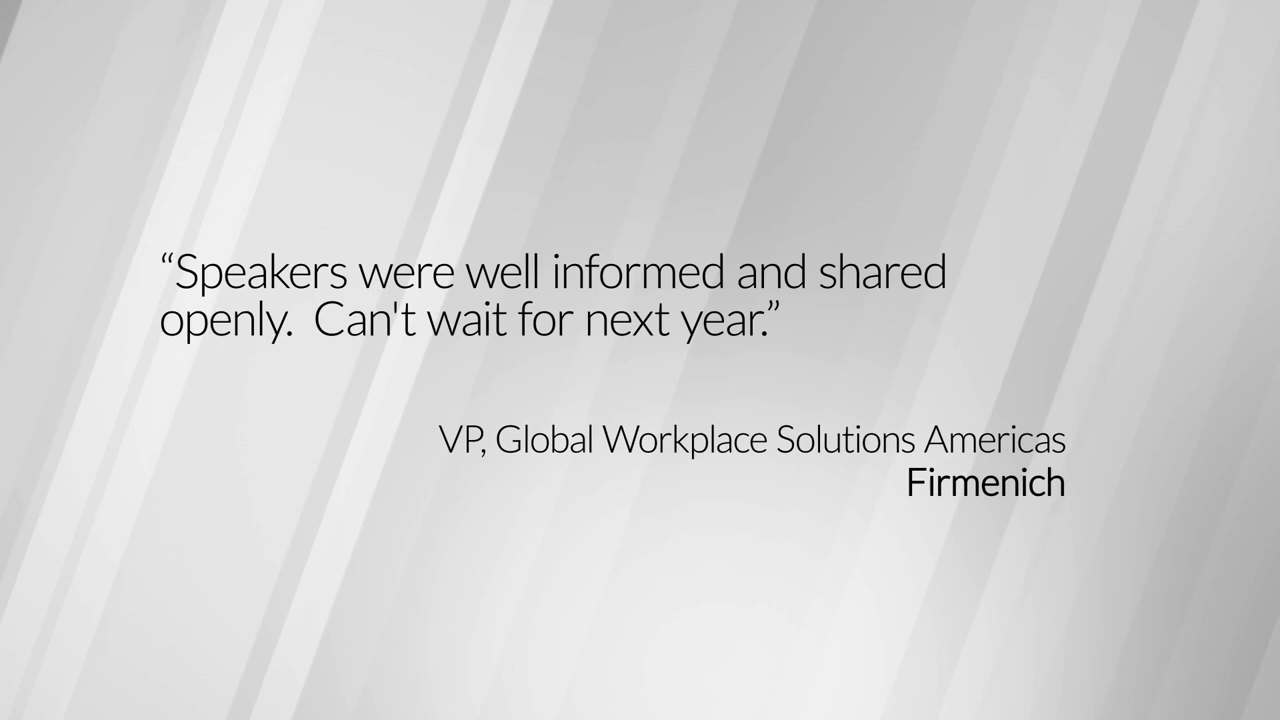 “Speakers were well informed and shared
openly.  Can't wait for next year.”
VP, Global Workplace Solutions Americas
Firmenich